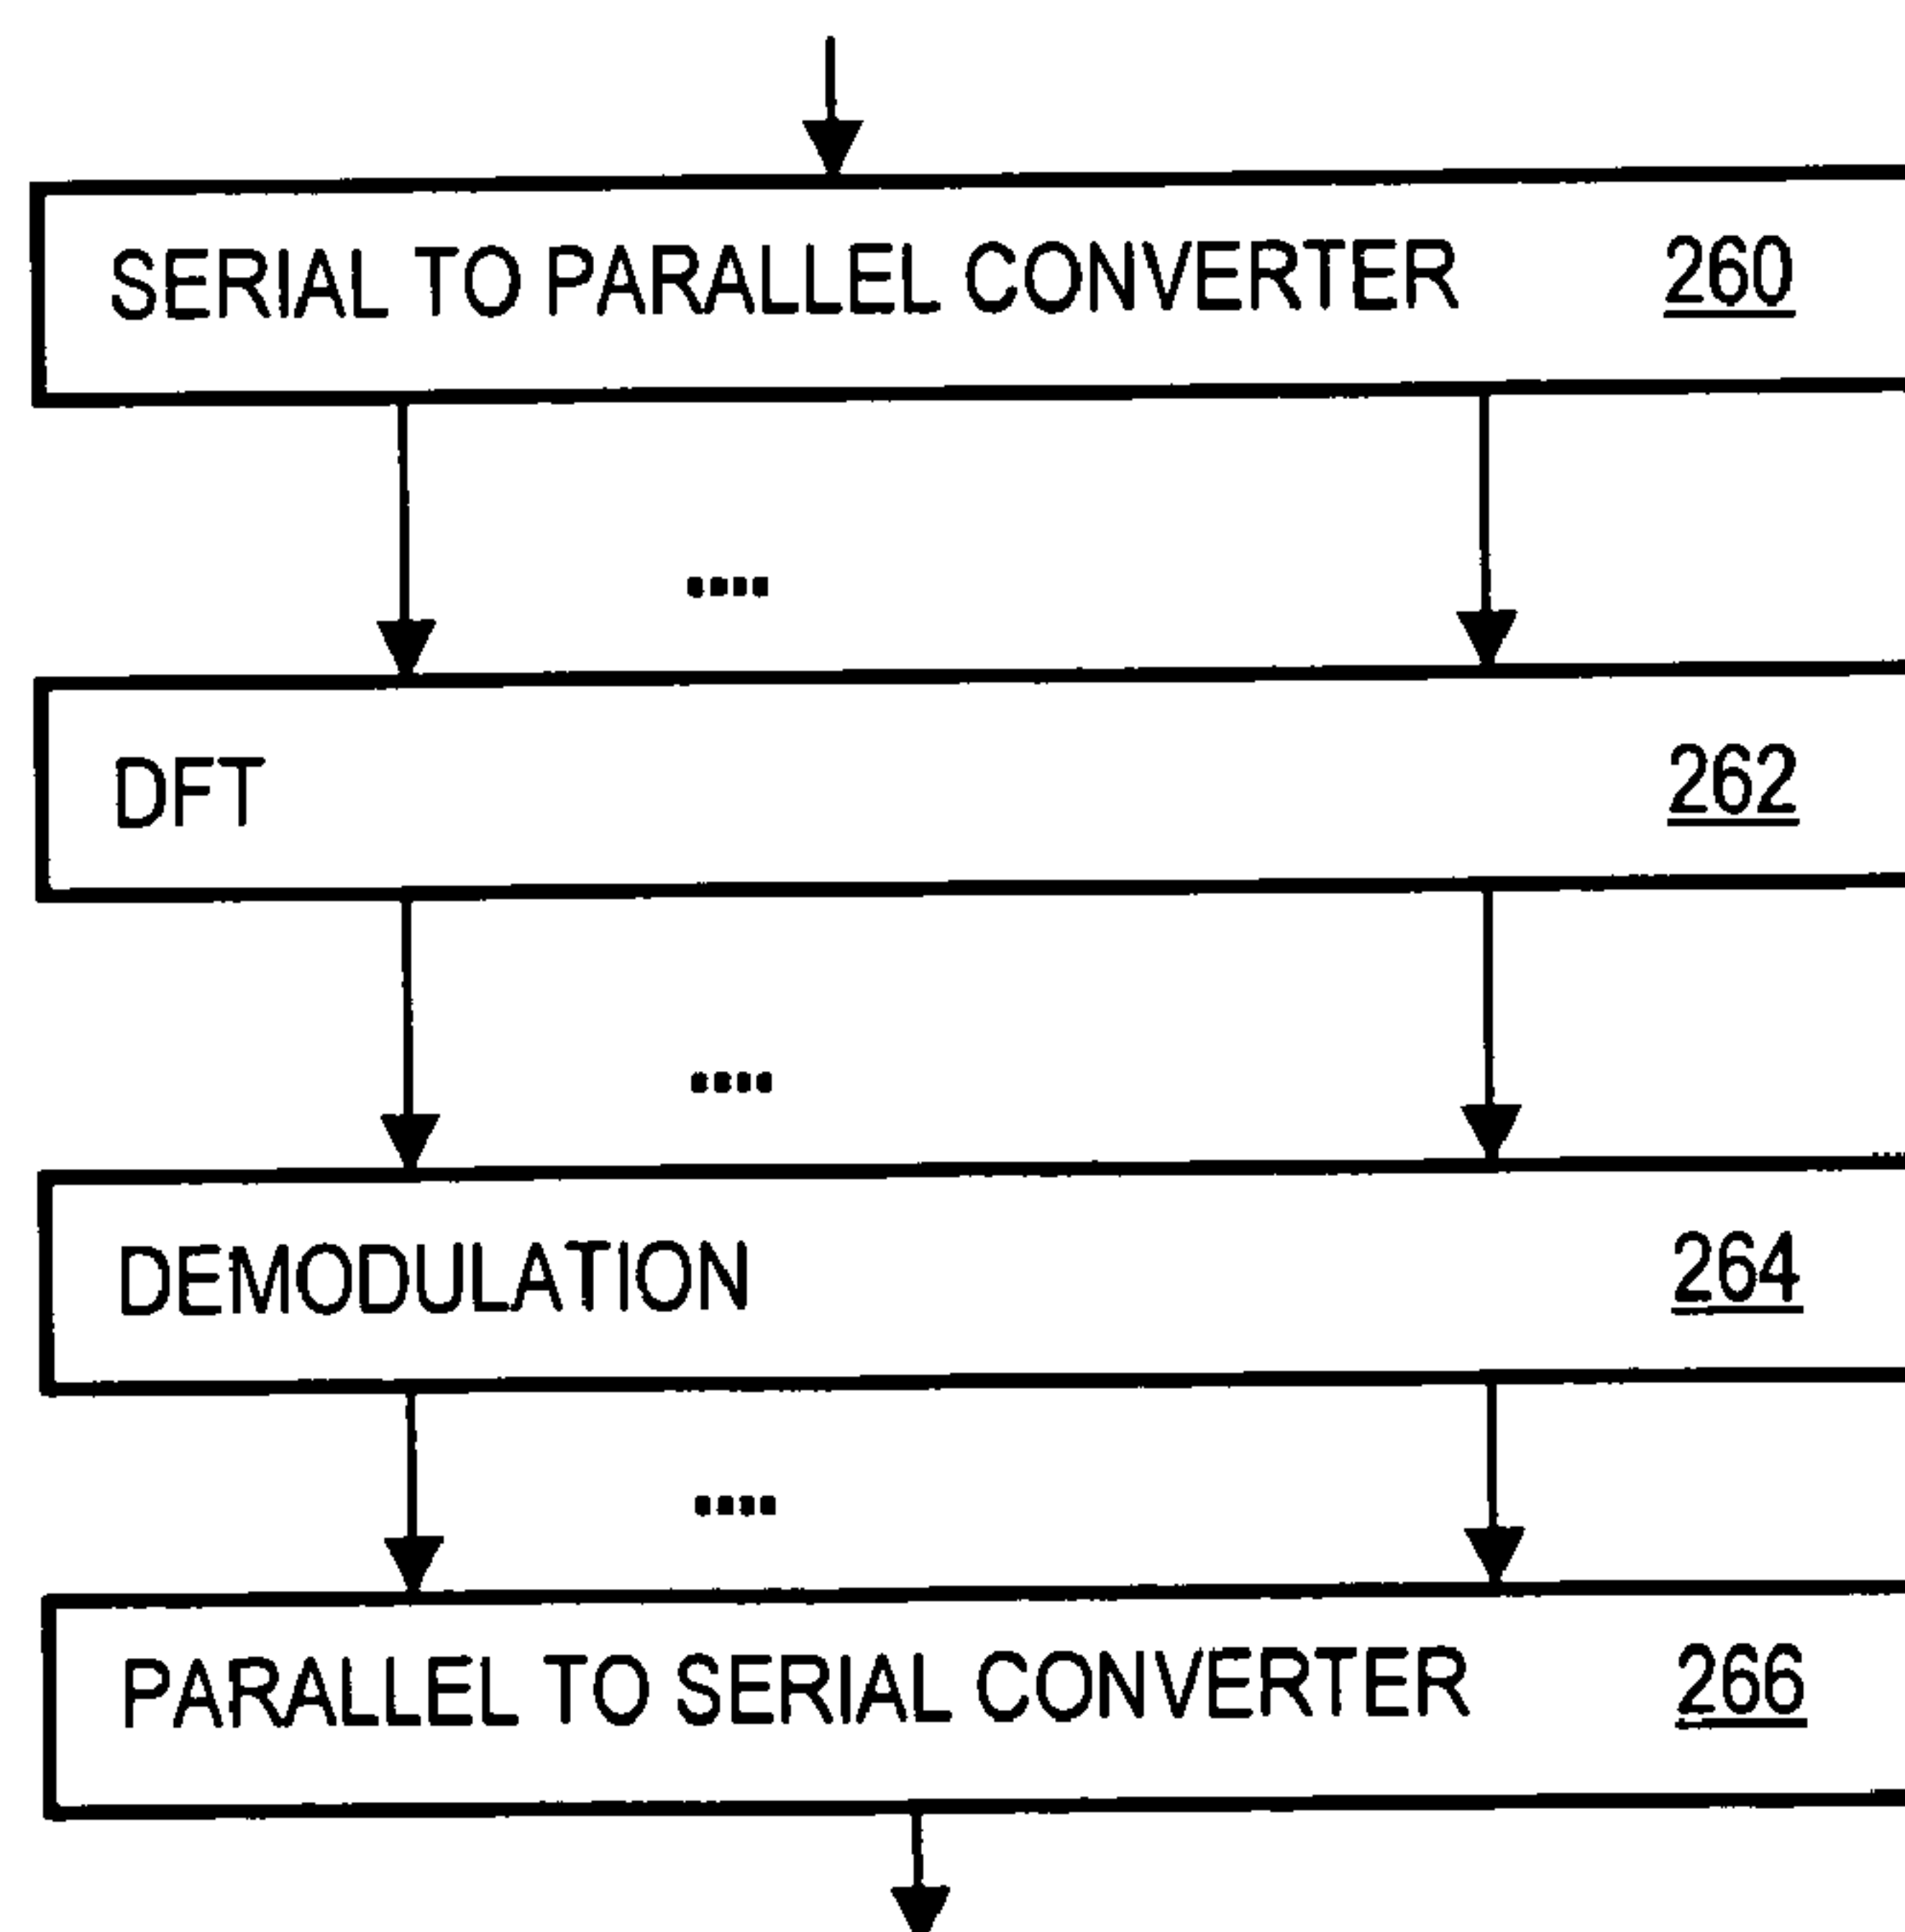 SERIAL TO PARALLEL CONVERTER 260
DFT 262
DEMODULATION 264
PARALLEL TO SERIAL CONVERTER 266